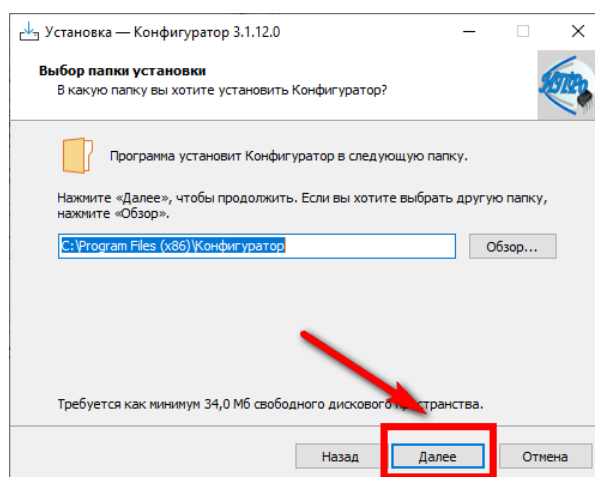 Установка — Конфигуратор 3.1.12.0
Выбор папки установки
В какую папку вы хотите установить Конфигуратор?
Программа установит Конфигуратор в следующую папку.
Нажмите «Далее», чтобы продолжить. Если вы хотите выбрать другую папку,
нажмите «Обзор».
C:\Program Files (x86)\Конфигуратор
Обзор...
Требуется как минимум 34,0 Мб свободного дискового пространства.
Назад
Далее
Отмена